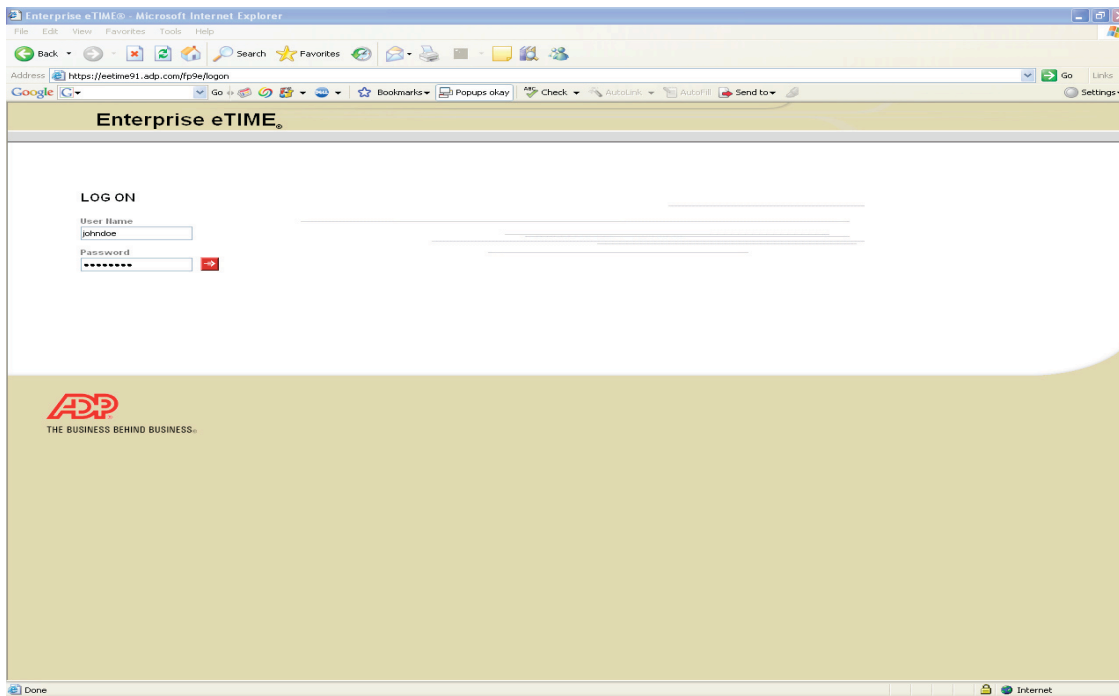 Enterprise eTIME® - Microsoft Internet Explorer
File Edit View Favorites Tools Help
Back Search Favorites
Address https://eetime91.adp.com/fp9e/logon Go Links
Google G Go Bookmarks Popups okay ABC Check AutoLink AutoFill Send to Settings
Enterprise eTIME®
LOG ON
User Name
johndoe
Password
••••••••
ADP
THE BUSINESS BEHIND BUSINESS®
Done Internet